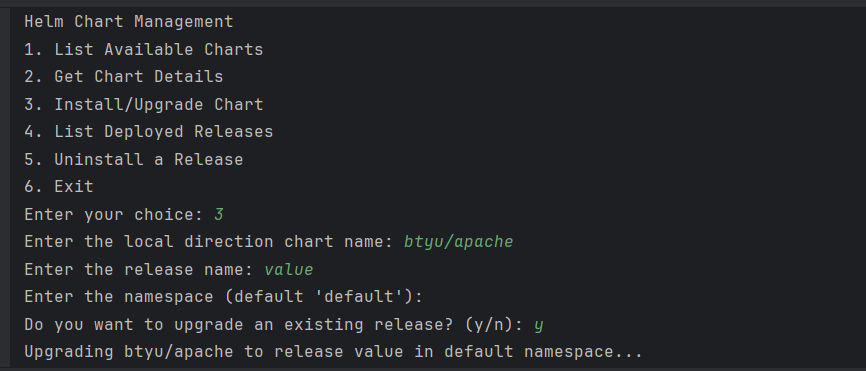 Helm Chart Management
1. List Available Charts
2. Get Chart Details
3. Install/Upgrade Chart
4. List Deployed Releases
5. Uninstall a Release
6. Exit
Enter your choice: 3
Enter the local direction chart name: btyu/apache
Enter the release name: value
Enter the namespace (default 'default'):
Do you want to upgrade an existing release? (y/n): y
Upgrading btyu/apache to release value in default namespace...